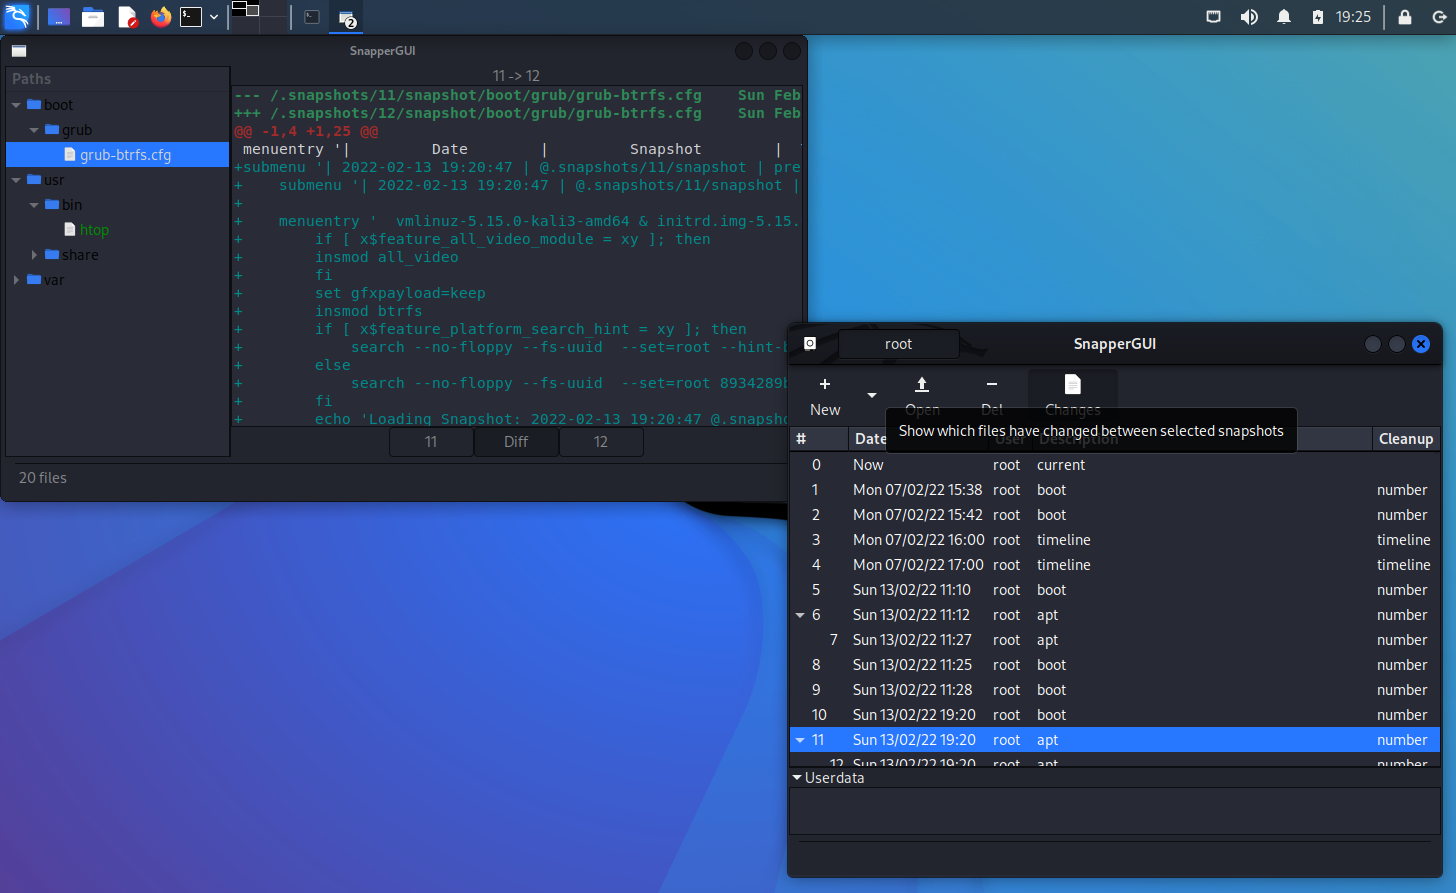 2
19:25
SnapperGUI
Paths
boot
grub
grub-btrfs.cfg
usr
bin
htop
share
var
11 -> 12
--- /.snapshots/11/snapshot/boot/grub/grub-btrfs.cfg    Sun Feb
+++ /.snapshots/12/snapshot/boot/grub/grub-btrfs.cfg    Sun Feb
@@ -1,4 +1,25 @@
 menuentry '|         Date        |         Snapshot        |
+submenu '| 2022-02-13 19:20:47 | @.snapshots/11/snapshot | pre
+    submenu '| 2022-02-13 19:20:47 | @.snapshots/11/snapshot |
+
+    menuentry '  vmlinuz-5.15.0-kali3-amd64 & initrd.img-5.15.
+        if [ x$feature_all_video_module = xy ]; then
+        insmod all_video
+        fi
+        set gfxpayload=keep
+        insmod btrfs
+        if [ x$feature_platform_search_hint = xy ]; then
+            search --no-floppy --fs-uuid  --set=root --hint-b
+        else
+            search --no-floppy --fs-uuid  --set=root 8934289b
+        fi
+        echo 'Loading Snapshot: 2022-02-13 19:20:47 @.snapsho
11 Diff 12
20 files
root SnapperGUI
New Open Del Changes
Show which files have changed between selected snapshots
# Date User Description Cleanup
0 Now root current
1 Mon 07/02/22 15:38 root boot number
2 Mon 07/02/22 15:42 root boot number
3 Mon 07/02/22 16:00 root timeline timeline
4 Mon 07/02/22 17:00 root timeline timeline
5 Sun 13/02/22 11:10 root boot number
6 Sun 13/02/22 11:12 root apt number
7 Sun 13/02/22 11:27 root apt number
8 Sun 13/02/22 11:25 root boot number
9 Sun 13/02/22 11:28 root boot number
10 Sun 13/02/22 19:20 root boot number
11 Sun 13/02/22 19:20 root apt number
12 Sun 13/02/22 19:20 root apt number
Userdata